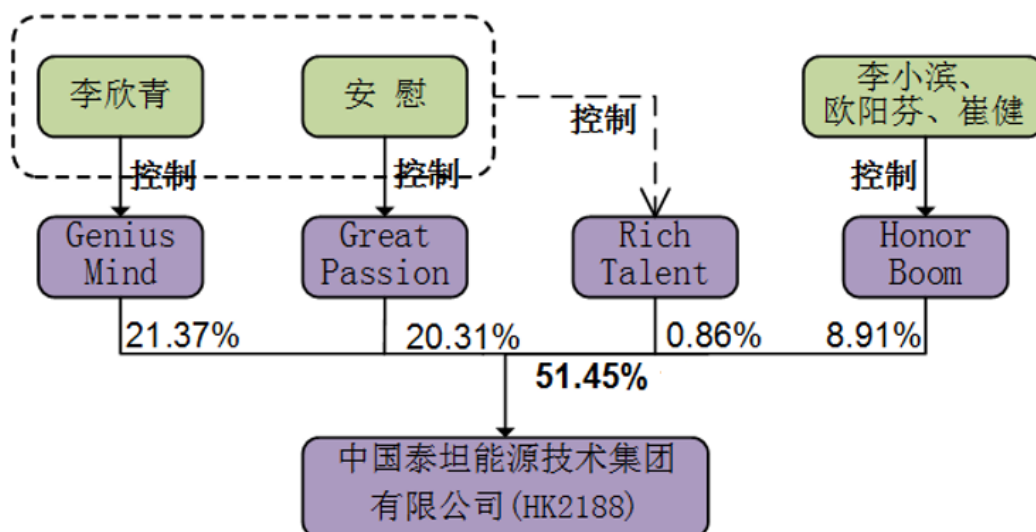 李欣青
安 慰
李小滨、
欧阳芬、崔健
控制
控制
控制
控制
Genius
Mind
Great
Passion
Rich
Talent
Honor
Boom
21.37%
20.31%
0.86%
8.91%
51.45%
中国泰坦能源技术集团
有限公司(HK2188)